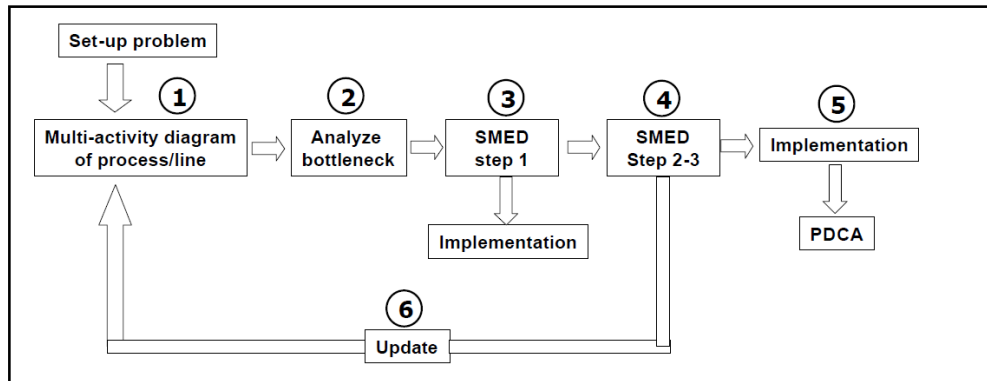 Set-up problem
1
2
3
4
5
Multi-activity diagram
of process/line
Analyze
bottleneck
SMED
step 1
SMED
Step 2-3
Implementation
Implementation
PDCA
6
Update